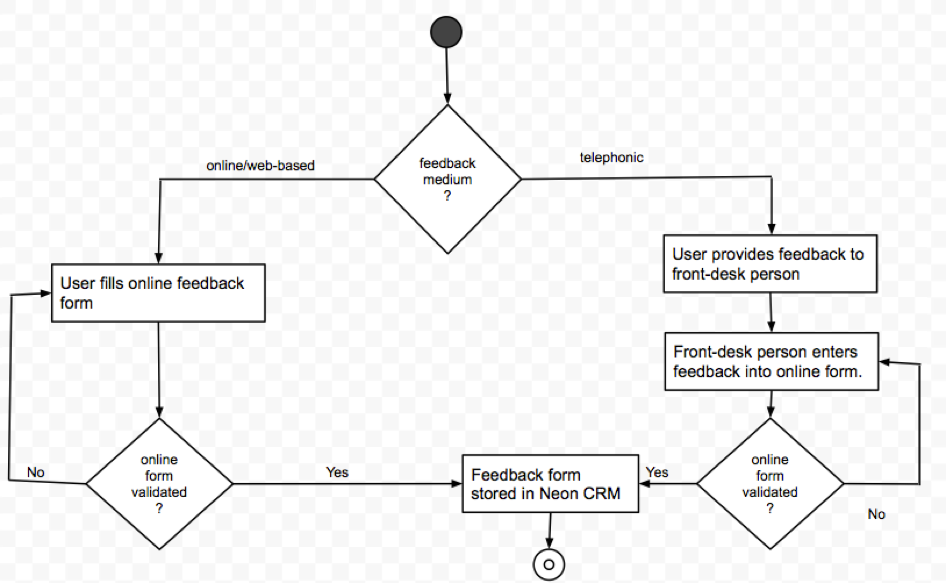 feedback
medium
?
online/web-based
telephonic
User provides feedback to
front-desk person
User fills online feedback
form
Front-desk person enters
feedback into online form.
online
form
validated
?
No
Yes
Feedback form
stored in Neon CRM
Yes
online
form
validated
?
No